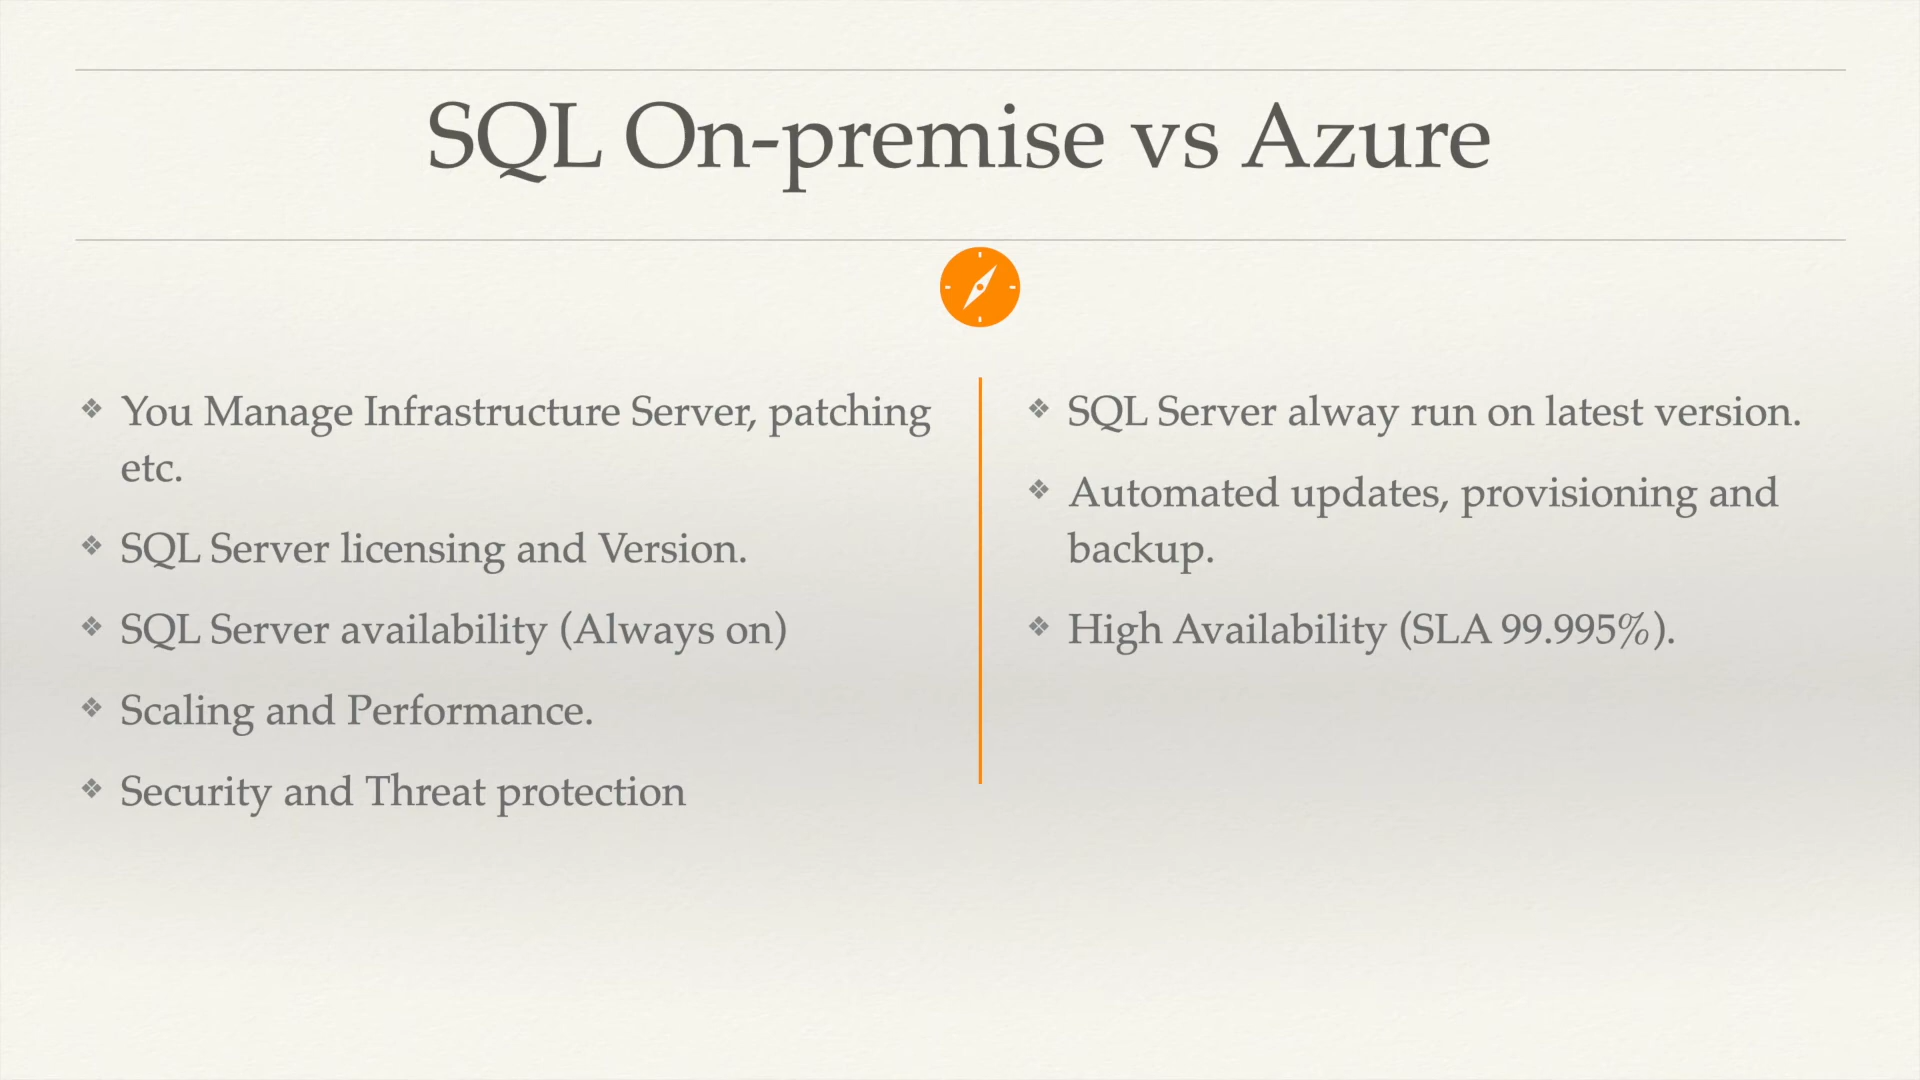 SQL On-premise vs Azure
❖ You Manage Infrastructure Server, patching
etc.
❖ SQL Server licensing and Version.
❖ SQL Server availability (Always on)
❖ Scaling and Performance.
❖ Security and Threat protection
❖ SQL Server alway run on latest version.
❖ Automated updates, provisioning and
backup.
❖ High Availability (SLA 99.995%).